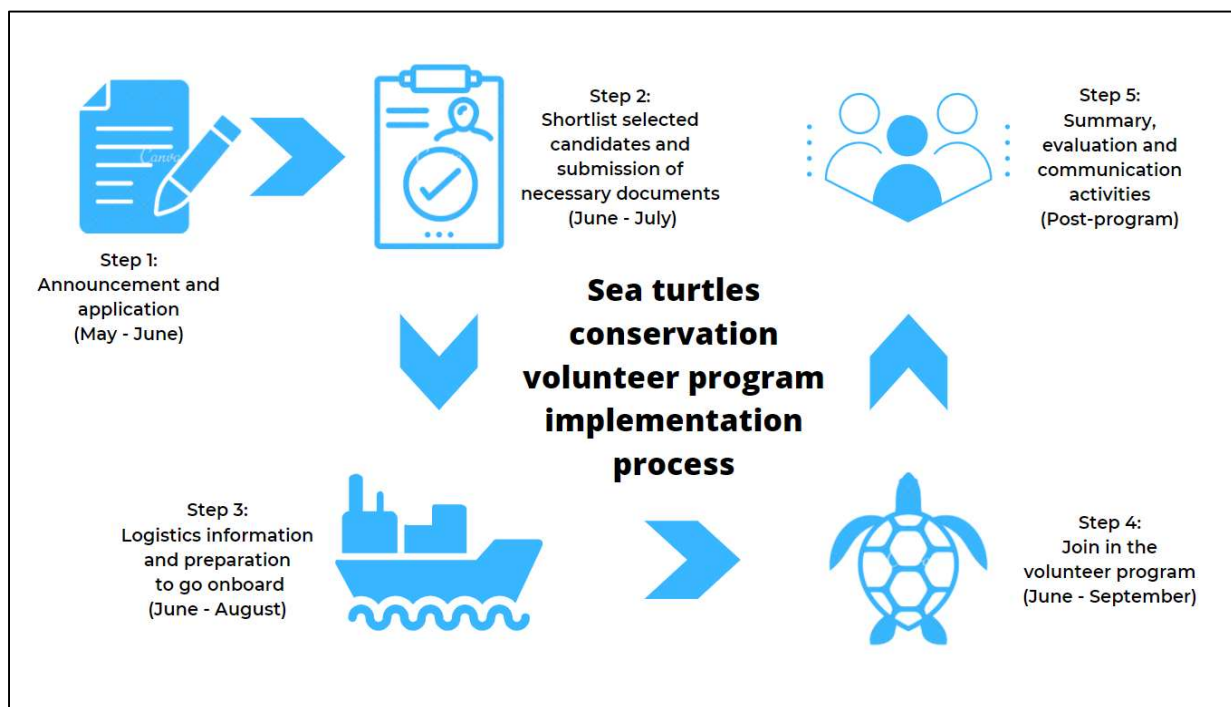 Step 1:
Announcement and
application
(May - June)
Canva
Step 2:
Shortlist selected
candidates and
submission of
necessary documents
(June - July)
Step 5:
Summary,
evaluation and
communication
activities
(Post-program)
Sea turtles
conservation
volunteer program
implementation
process
Step 3:
Logistics information
and preparation
to go onboard
(June - August)
Step 4:
Join in the
volunteer program
(June - September)